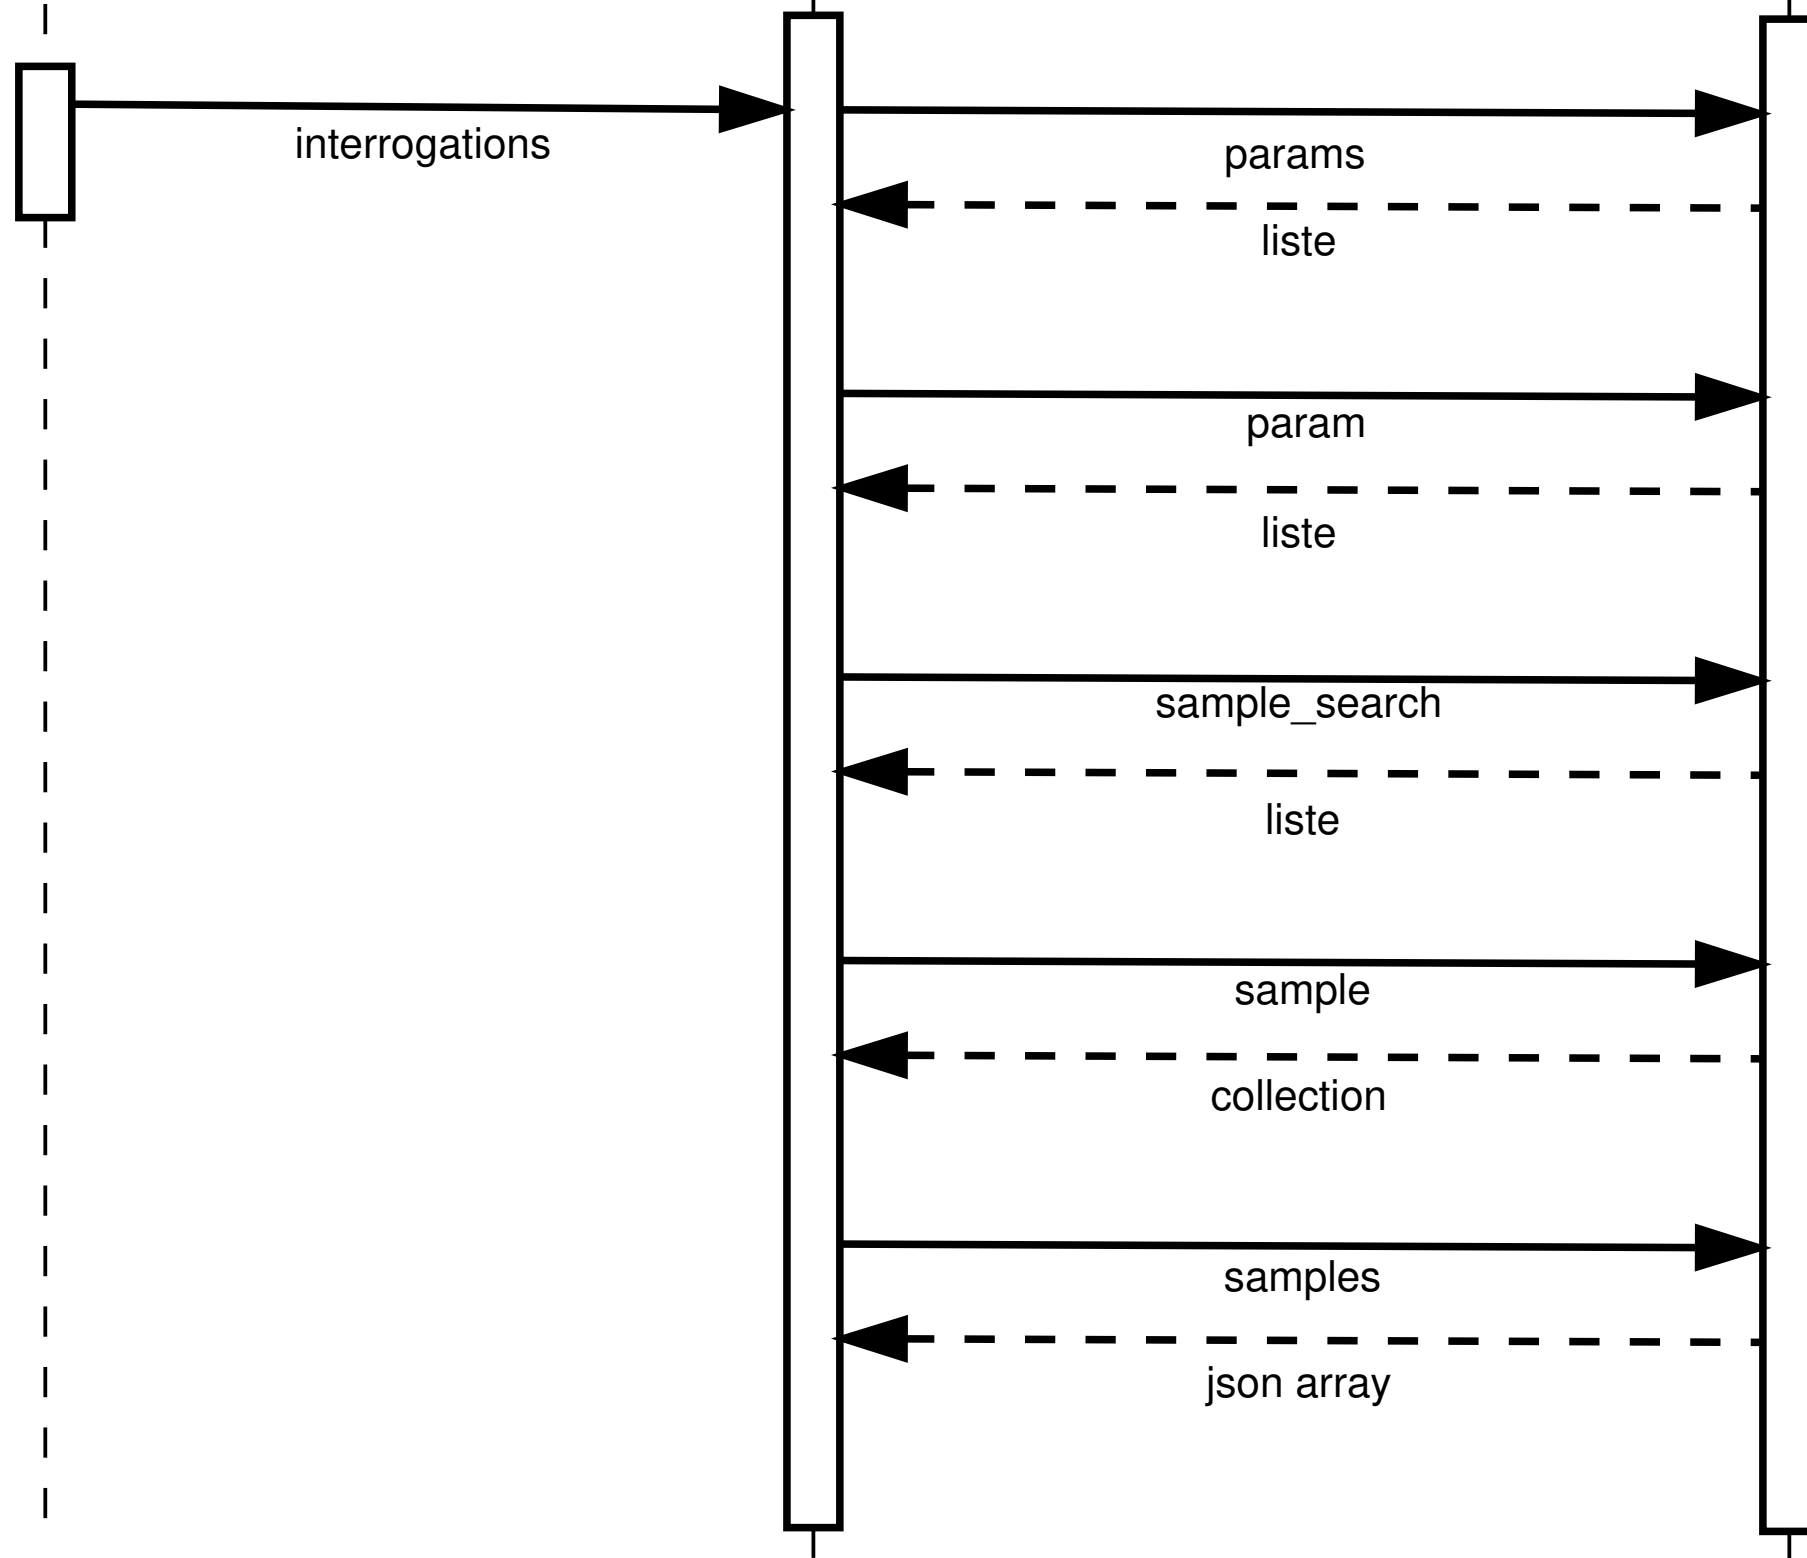 interrogations
params
liste
param
liste
sample_search
liste
sample
collection
samples
json array